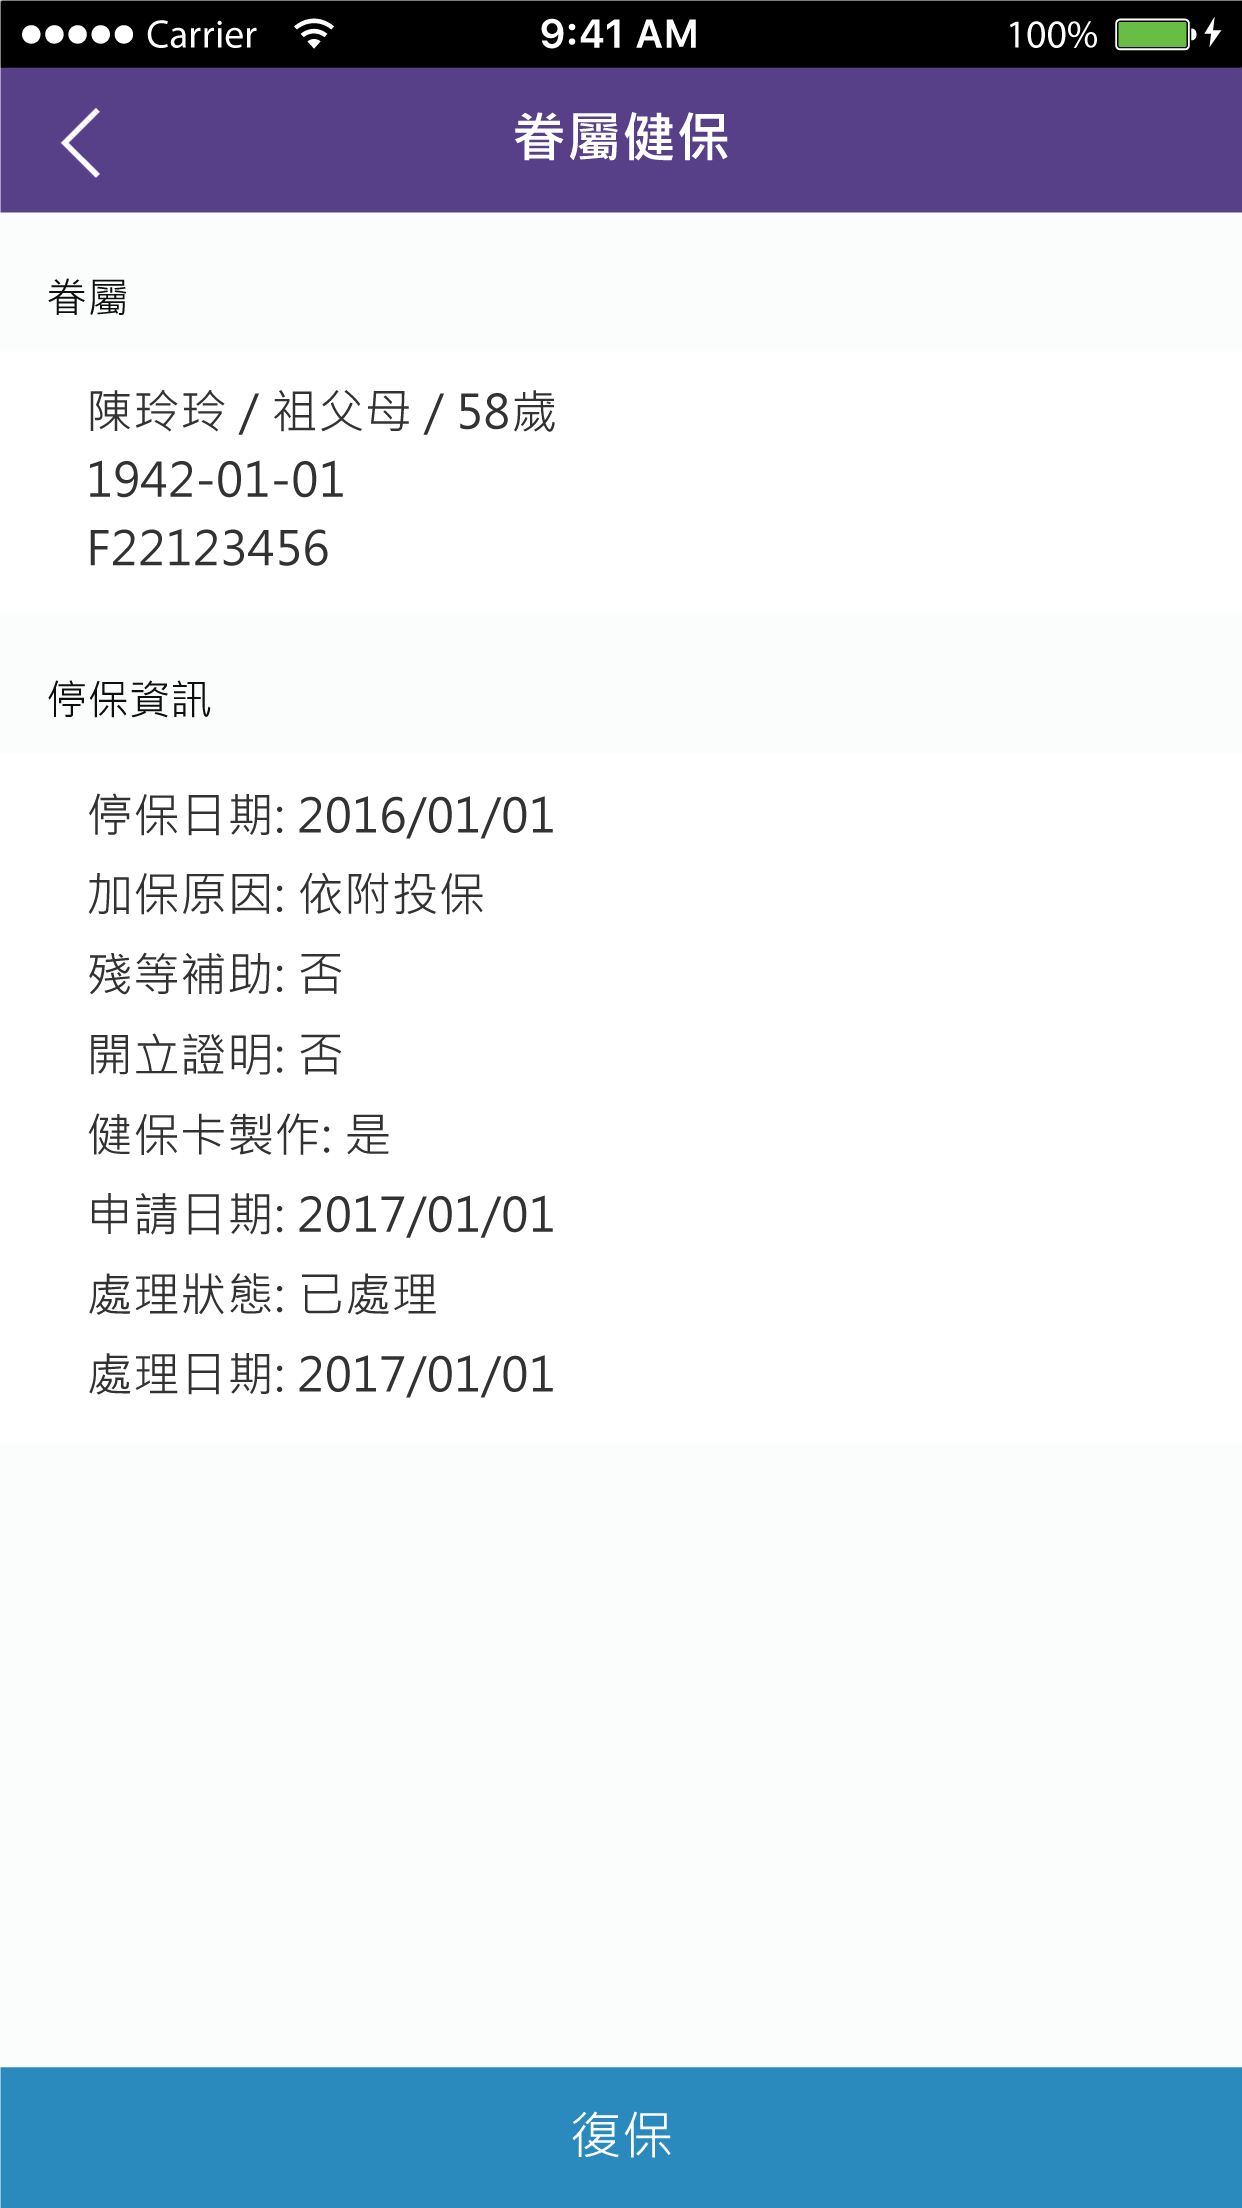 Carrier 9:41 AM 100%
眷屬健保
眷屬
陳玲玲 / 祖父母 / 58歲
1942-01-01
F22123456
停保資訊
停保日期: 2016/01/01
加保原因: 依附投保
殘等補助: 否
開立證明: 否
健保卡製作: 是
申請日期: 2017/01/01
處理狀態: 已處理
處理日期: 2017/01/01
復保